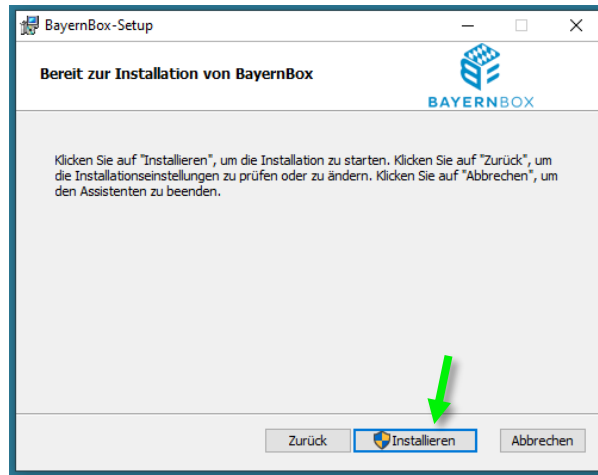 BayernBox-Setup
Bereit zur Installation von BayernBox
BAYERNBOX
Klicken Sie auf "Installieren", um die Installation zu starten. Klicken Sie auf "Zurück", um
die Installationseinstellungen zu prüfen oder zu ändern. Klicken Sie auf "Abbrechen", um
den Assistenten zu beenden.
Zurück
Installieren
Abbrechen